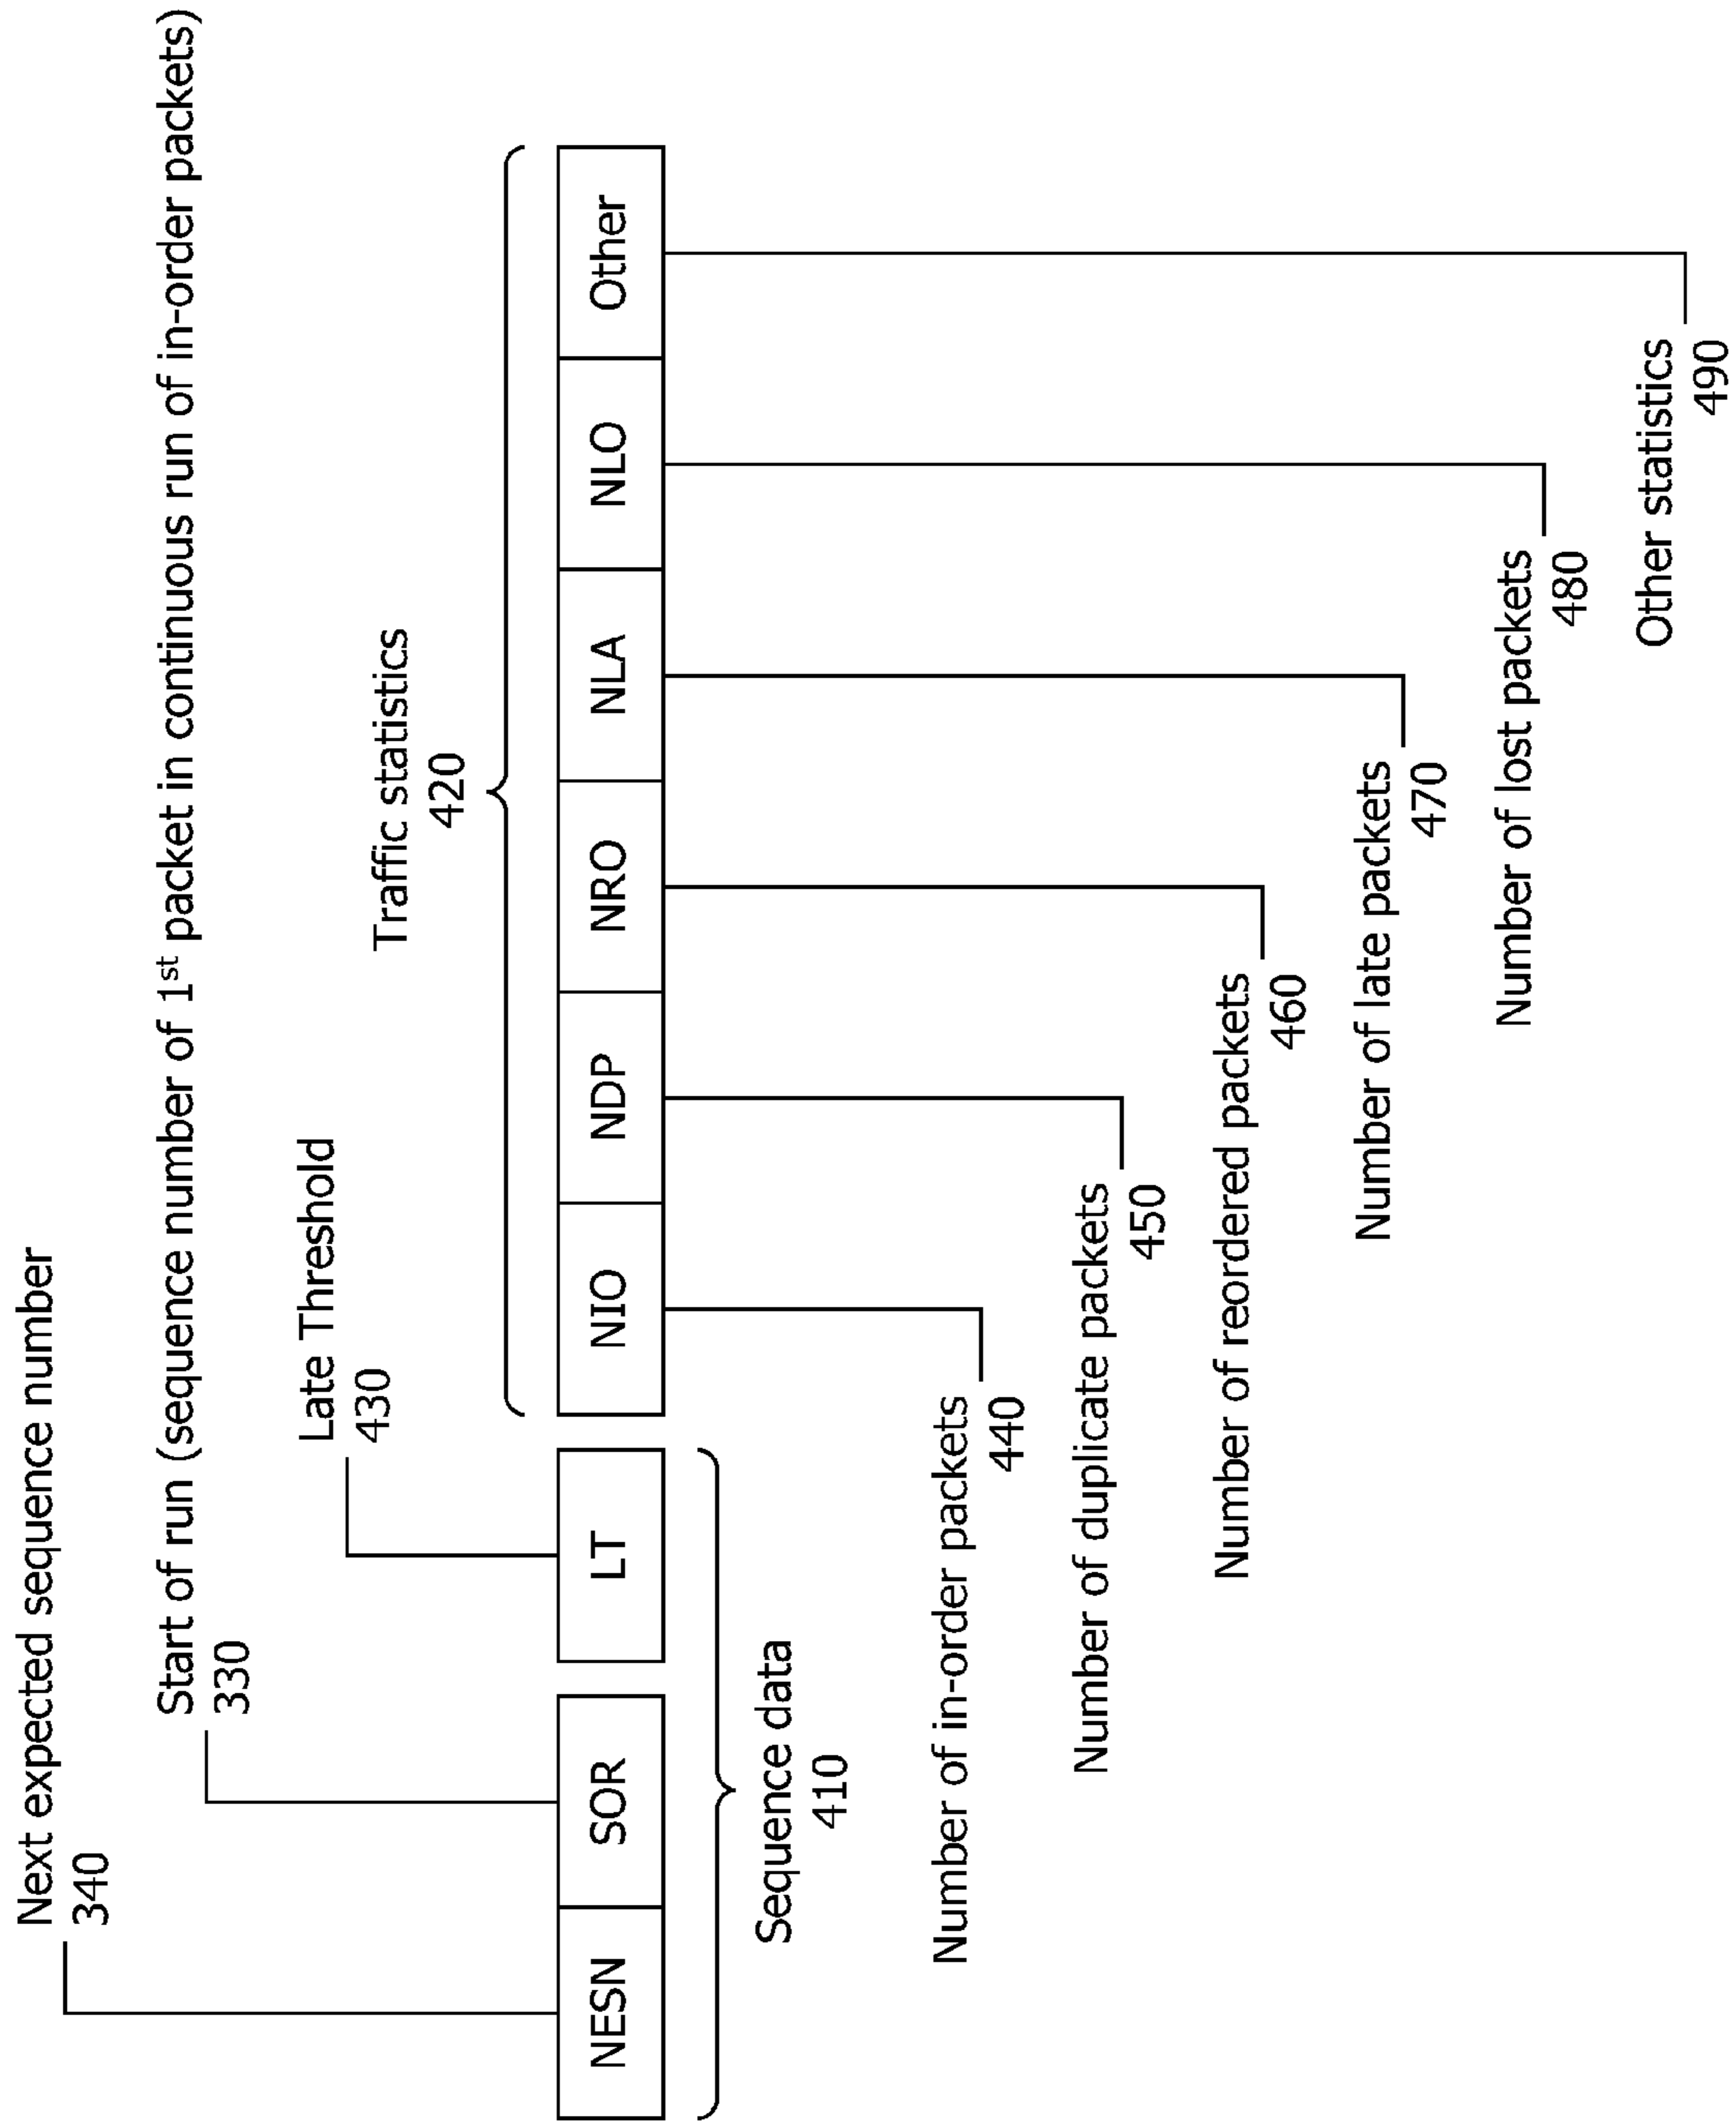 Next expected sequence number
340
Start of run (sequence number of 1st packet in continuous run of in-order packets)
330
Late Threshold
430
Traffic statistics
420
NESN SOR LT NIO NDP NRO NLA NLO Other
Sequence data
410
Number of in-order packets
440
Number of duplicate packets
450
Number of reordered packets
460
Number of late packets
470
Number of lost packets
480
Other statistics
490